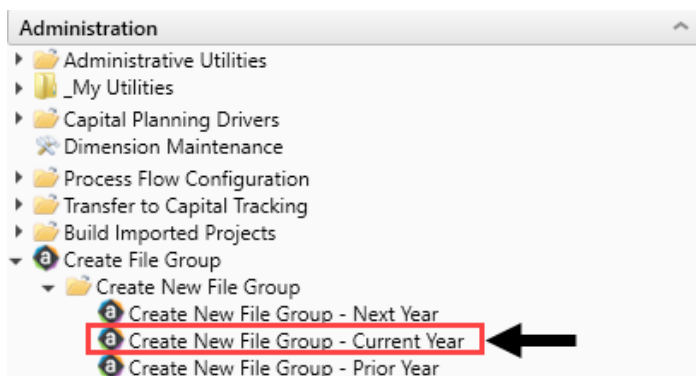 Administration
Administrative Utilities
_My Utilities
Capital Planning Drivers
Dimension Maintenance
Process Flow Configuration
Transfer to Capital Tracking
Build Imported Projects
Create File Group
Create New File Group
Create New File Group - Next Year
Create New File Group - Current Year
Create New File Group - Prior Year